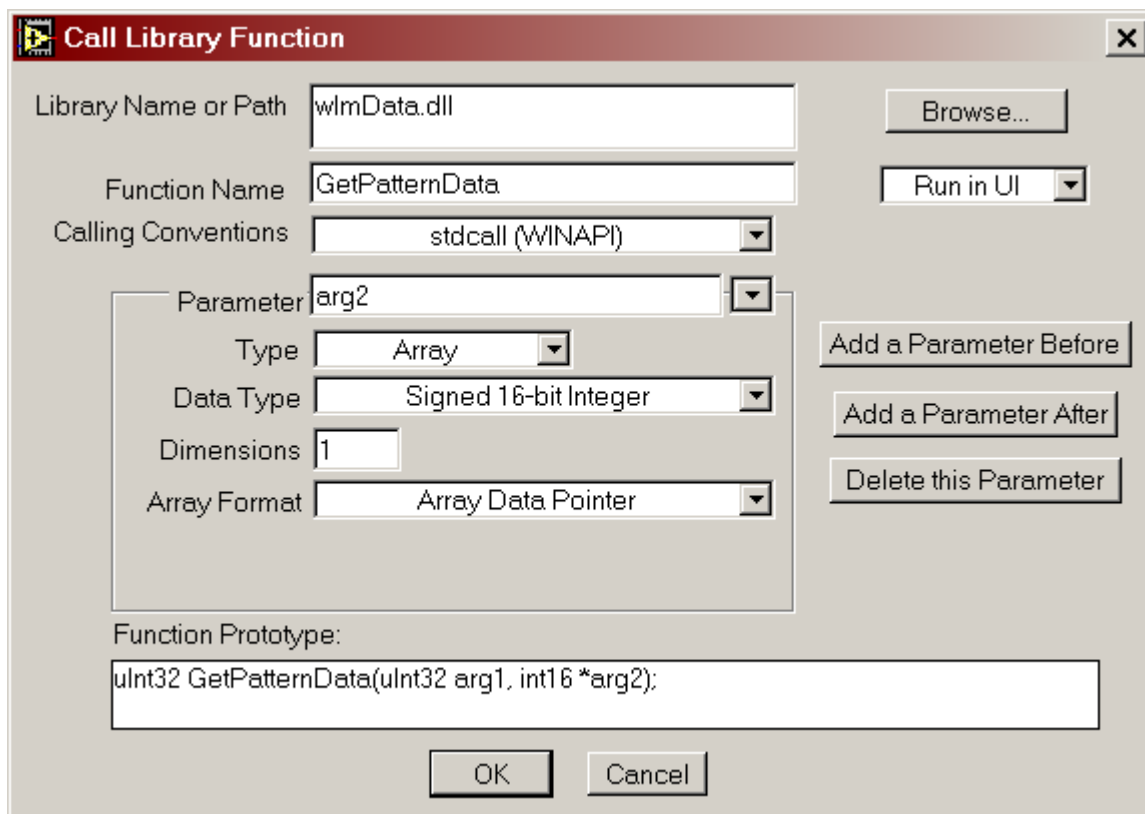 Call Library Function
Library Name or Path wlmData.dll Browse...
Function Name GetPatternData Run in UI
Calling Conventions stdcall (WINAPI)
Parameter arg2
Type Array Add a Parameter Before
Data Type Signed 16-bit Integer
Dimensions 1 Add a Parameter After
Array Format Array Data Pointer Delete this Parameter
Function Prototype:
uInt32 GetPatternData(uInt32 arg1, int16 *arg2);
OK Cancel